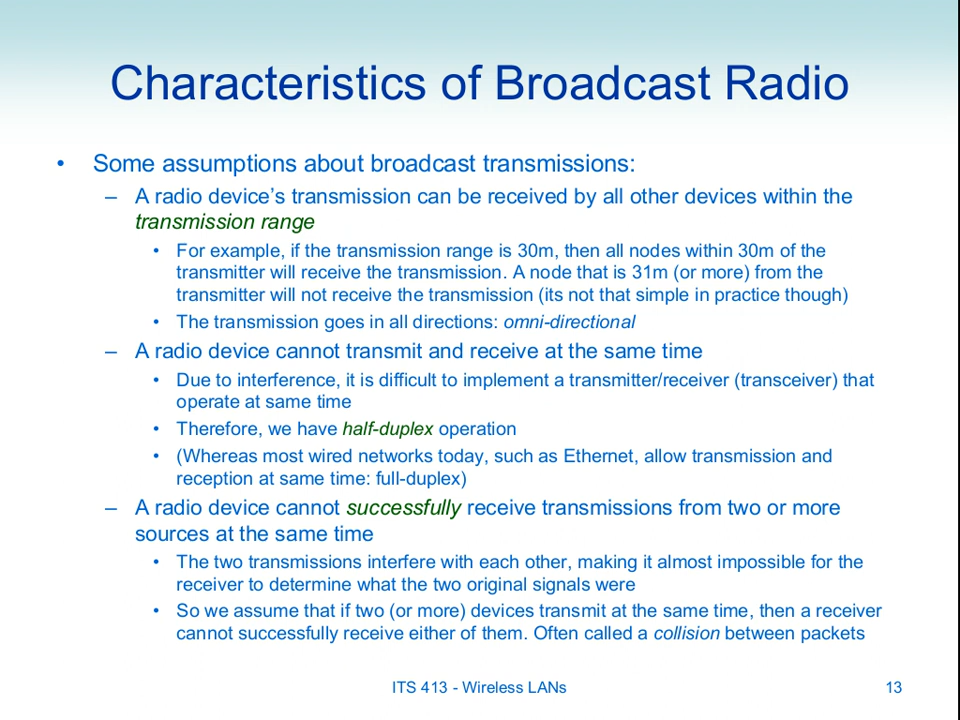 Characteristics of Broadcast Radio
• Some assumptions about broadcast transmissions:
– A radio device's transmission can be received by all other devices within the
transmission range
• For example, if the transmission range is 30m, then all nodes within 30m of the
transmitter will receive the transmission. A node that is 31m (or more) from the
transmitter will not receive the transmission (its not that simple in practice though)
• The transmission goes in all directions: omni-directional
– A radio device cannot transmit and receive at the same time
• Due to interference, it is difficult to implement a transmitter/receiver (transceiver) that
operate at same time
• Therefore, we have half-duplex operation
• (Whereas most wired networks today, such as Ethernet, allow transmission and
reception at same time: full-duplex)
– A radio device cannot successfully receive transmissions from two or more
sources at the same time
• The two transmissions interfere with each other, making it almost impossible for the
receiver to determine what the two original signals were
• So we assume that if two (or more) devices transmit at the same time, then a receiver
cannot successfully receive either of them. Often called a collision between packets
ITS 413 - Wireless LANs
13